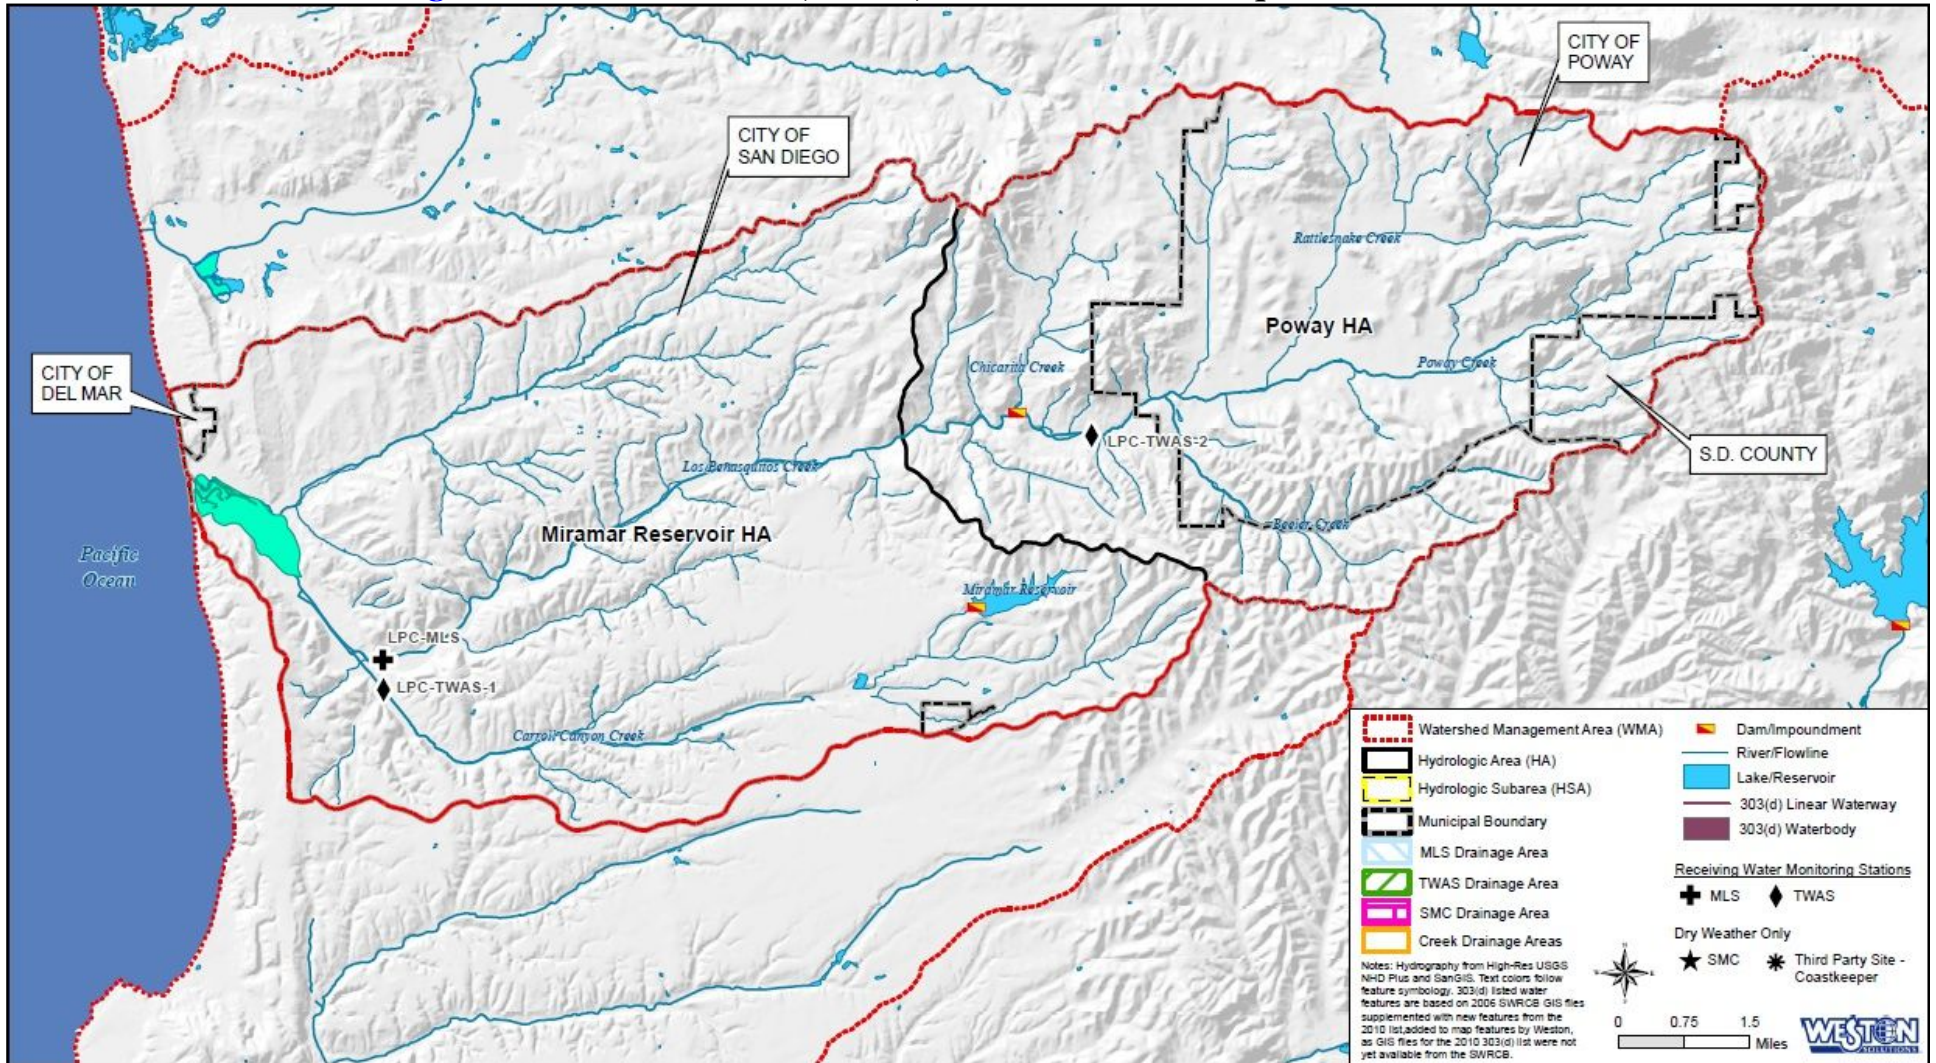 CITY OF
POWAY
CITY OF
SAN DIEGO
Rattlesnake Creek
Poway HA
CITY OF
DEL MAR
Chicarita Creek
Poway Creek
LPC-TWAS-2
S.D. COUNTY
Los Penasquitos Creek
Miramar Reservoir HA
Beeler Creek
Pacific
Ocean
Miramar Reservoir
LPC-MLS
LPC-TWAS-1
Carroll Canyon Creek
Watershed Management Area (WMA)
Hydrologic Area (HA)
Hydrologic Subarea (HSA)
Municipal Boundary
MLS Drainage Area
TWAS Drainage Area
SMC Drainage Area
Creek Drainage Areas
Notes: Hydrography from High-Res USGS
NHD Plus and SanGIS. Text colors follow
feature symbology. 303(d) listed water
features are based on 2006 SWRCB GIS files
supplemented with new features from the
2010 list,added to map features by Weston,
as GIS files for the 2010 303(d) list were not
yet available from the SWRCB.
Dam/Impoundment
River/Flowline
Lake/Reservoir
303(d) Linear Waterway
303(d) Waterbody
Receiving Water Monitoring Stations
MLS TWAS
Dry Weather Only
SMC Third Party Site -
Coastkeeper
0 0.75 1.5
Miles
WESTON
SOLUTIONS